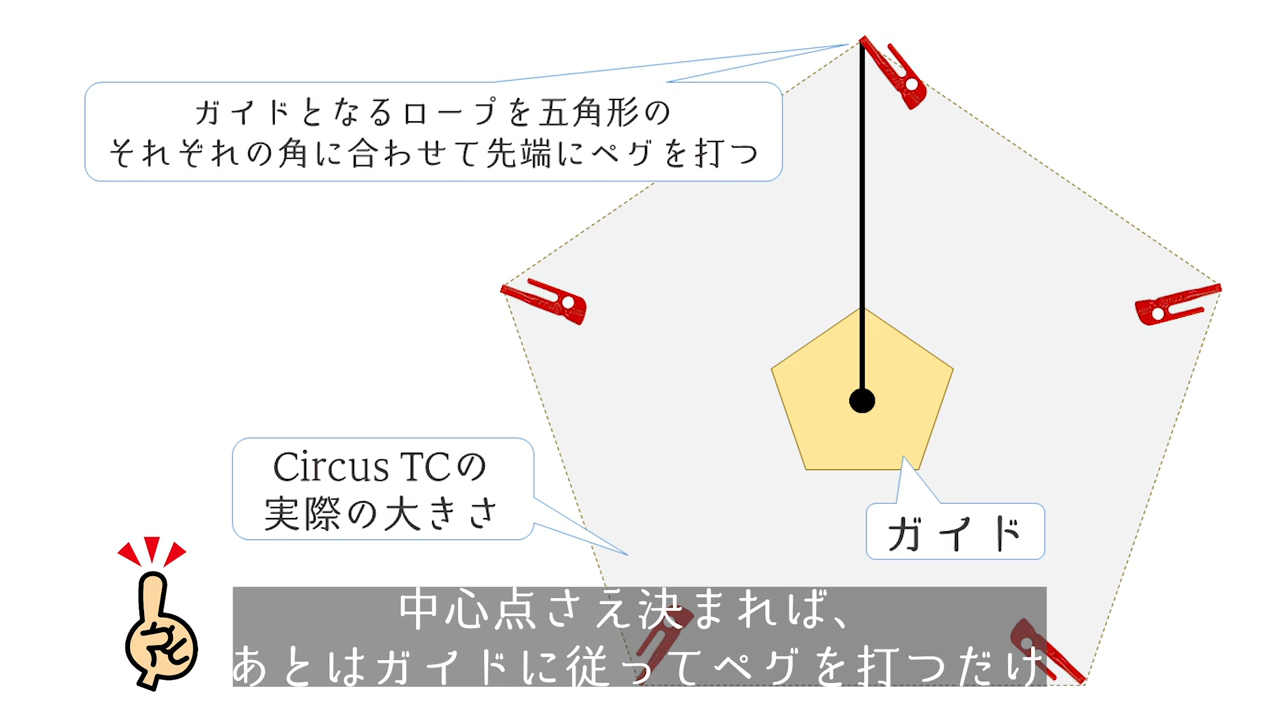 ガイドとなるロープを五角形の
それぞれの角に合わせて先端にペグを打つ
Circus TCの
実際の大きさ
ガイド
中心点さえ決まれば、
あとはガイドに従ってペグを打つだけ